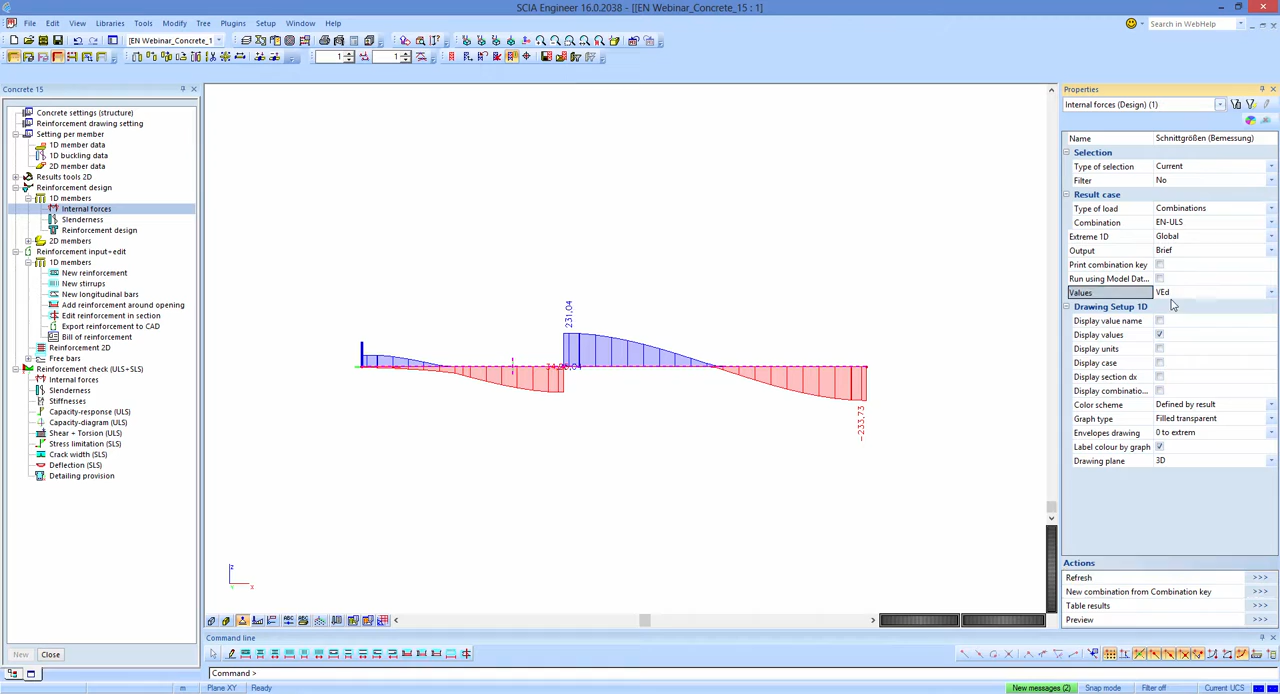 SCIA Engineer 16.0.2038 - [[EN Webinar_Concrete_15 : 1]
File Edit View Libraries Tools Modify Tree Plugins Setup Window Help
Search in WebHelp
[EN Webinar_Concrete_1
1 1
Concrete 15
Concrete settings (structure)
Reinforcement drawing setting
Setting per member
1D member data
1D buckling data
2D member data
Results tools 2D
Reinforcement design
1D members
Internal forces
Slenderness
Reinforcement design
2D members
Reinforcement input+edit
1D members
New reinforcement
New stirrups
New longitudinal bars
Add reinforcement around opening
Edit reinforcement in section
Export reinforcement to CAD
Bill of reinforcement
Reinforcement 2D
Free bars
Reinforcement check (ULS+SLS)
Internal forces
Slenderness
Stiffnesses
Capacity-response (ULS)
Capacity-diagram (ULS)
Shear + Torsion (ULS)
Stress limitation (SLS)
Crack width (SLS)
Deflection (SLS)
Detailing provision
New Close
231,04
-233,73
z
x
Properties
Internal forces (Design) (1)
Name Schnittgrößen (Bemessung)
Selection
Type of selection Current
Filter No
Result case
Type of load Combinations
Combination EN-ULS
Extreme 1D Global
Output Brief
Print combination key
Run using Model Dat...
Values VEd
Drawing Setup 1D
Display value name
Display values
Display units
Display case
Display section dx
Display combinatio...
Color scheme Defined by result
Graph type Filled transparent
Envelopes drawing 0 to extrem
Label colour by graph
Drawing plane 3D
Actions
Refresh >>>
New combination from Combination key >>>
Table results >>>
Preview >>>
Command line
Command >
m Plane XY Ready New messages (2) Snap mode Filter off Current UCS